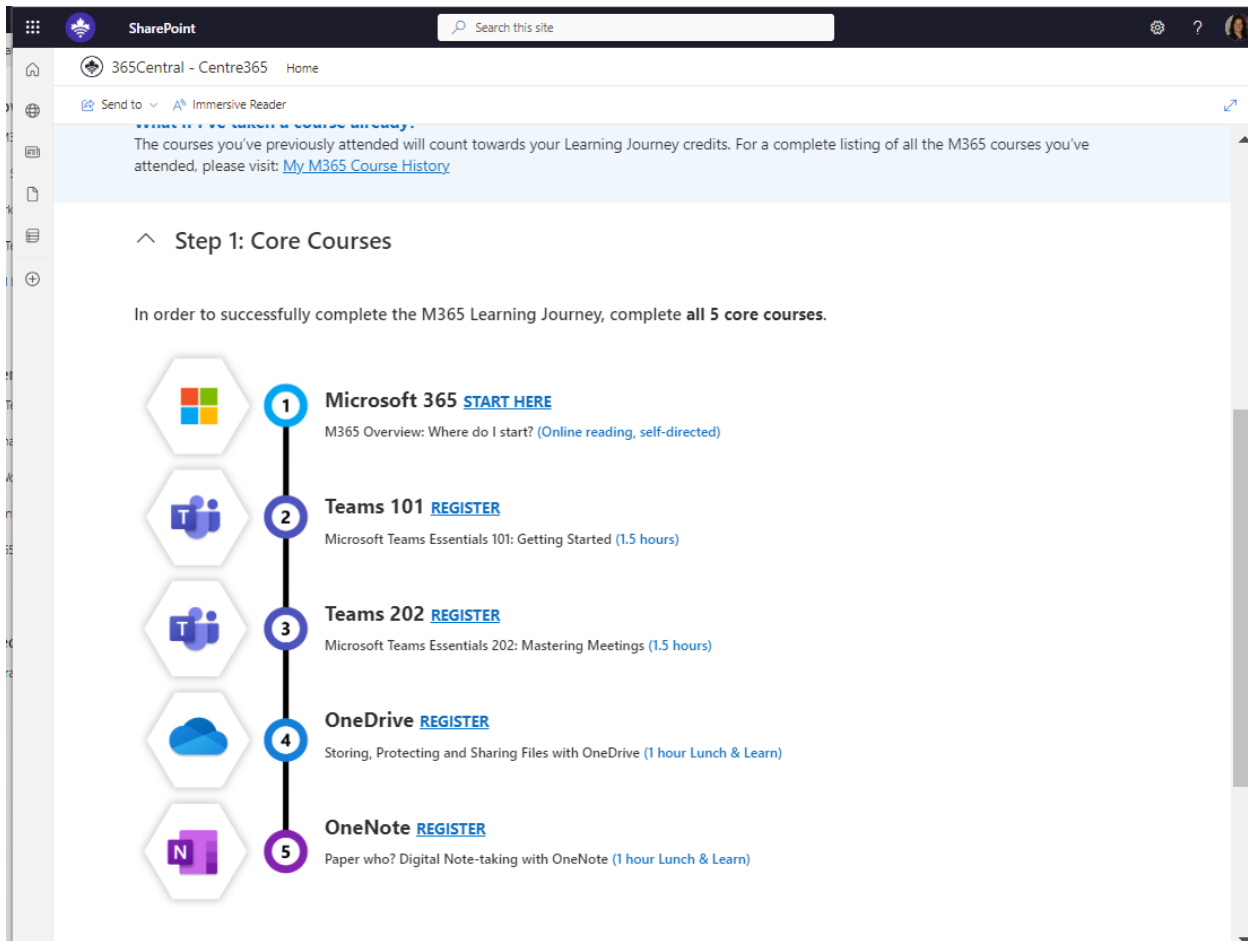 SharePoint
Search this site
?
365Central - Centre365 Home
Send to Immersive Reader
What if I've taken a course already?
The courses you've previously attended will count towards your Learning Journey credits. For a complete listing of all the M365 courses you've
attended, please visit: My M365 Course History
Step 1: Core Courses
In order to successfully complete the M365 Learning Journey, complete all 5 core courses.
1
Microsoft 365 START HERE
M365 Overview: Where do I start? (Online reading, self-directed)
2
Teams 101 REGISTER
Microsoft Teams Essentials 101: Getting Started (1.5 hours)
3
Teams 202 REGISTER
Microsoft Teams Essentials 202: Mastering Meetings (1.5 hours)
4
OneDrive REGISTER
Storing, Protecting and Sharing Files with OneDrive (1 hour Lunch & Learn)
5
OneNote REGISTER
Paper who? Digital Note-taking with OneNote (1 hour Lunch & Learn)